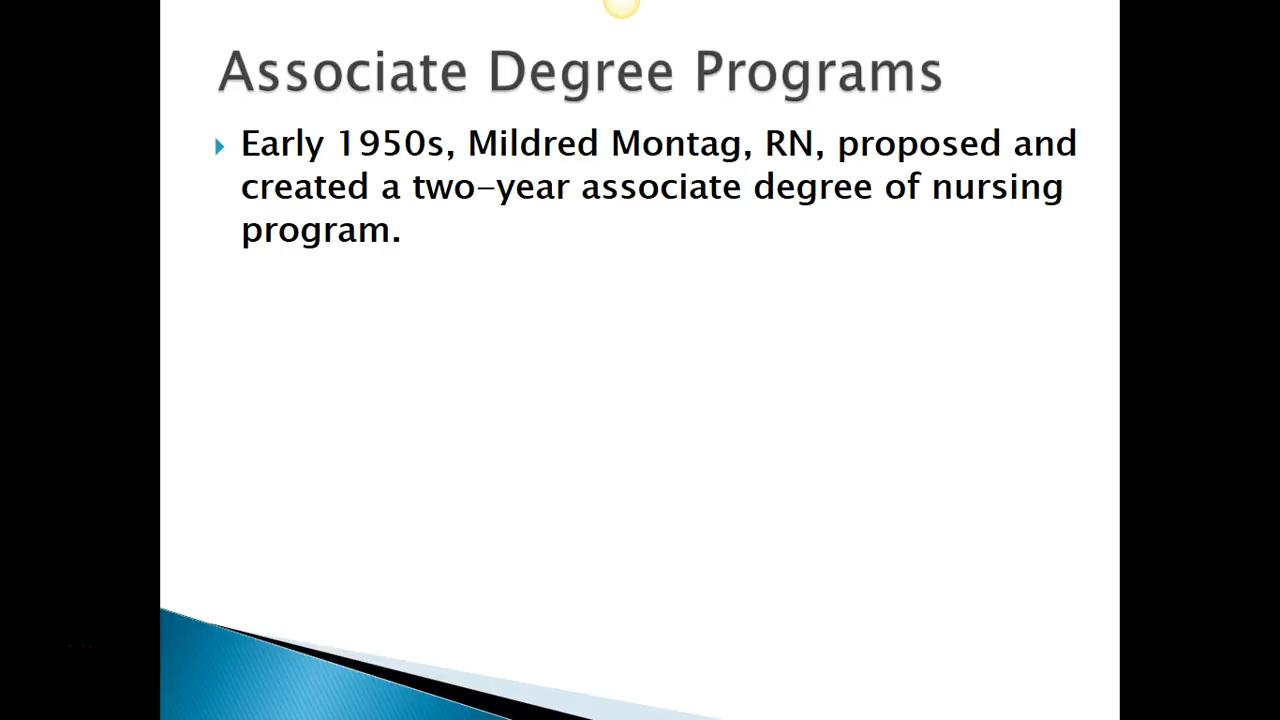 Associate Degree Programs
Early 1950s, Mildred Montag, RN, proposed and
created a two-year associate degree of nursing
program.